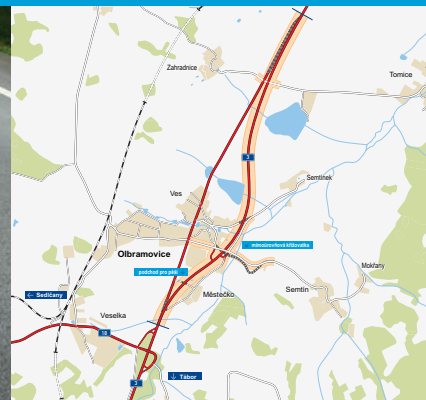 Zahradnice
Tomice
3
Semtínek
Ves
mimoúrovňová křižovatka
Olbramovice
podchod pro pěší
Mokřany
← Sedlčany
Městečko
Semtín
Veselka
18
↓ Tábor
3